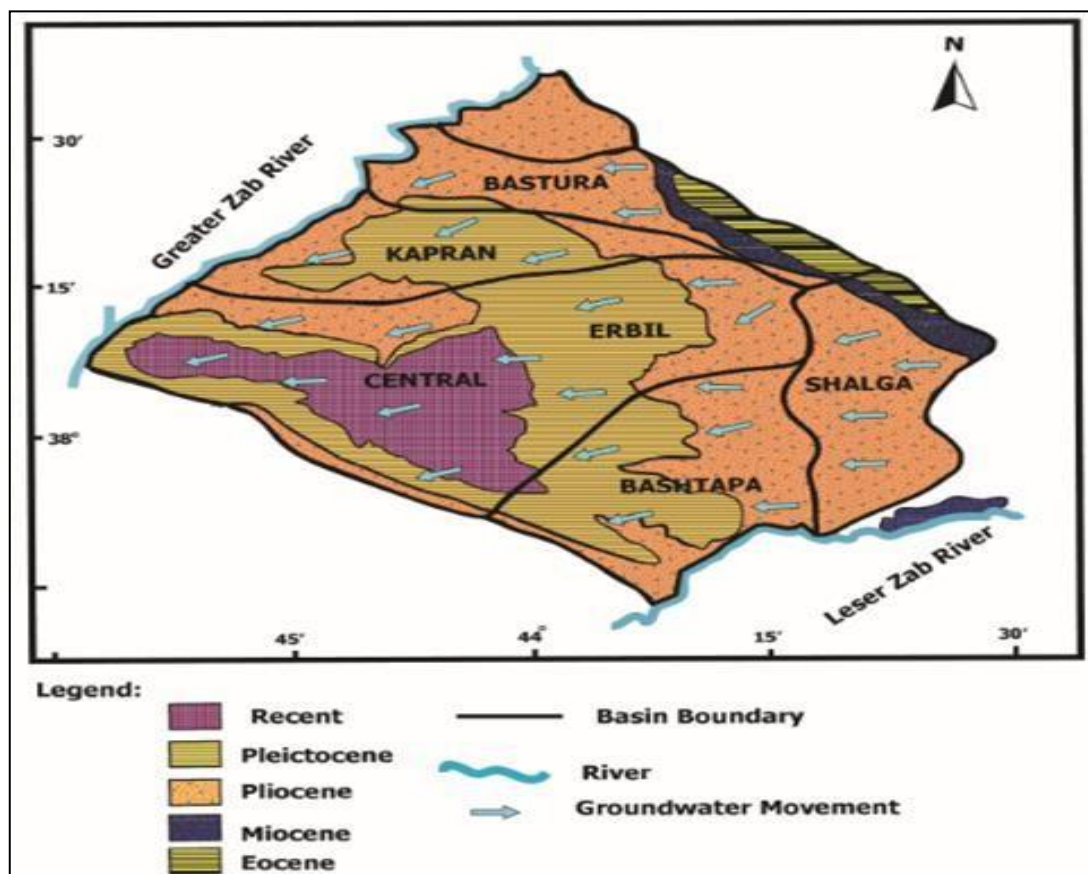 N
30′
BASTURA
Greater Zab River
KAPRAN
15′
ERBIL
CENTRAL
SHALGA
38°
BASHTAPA
Leser Zab River
45′ 44° 15′ 30′
Legend:
Recent Basin Boundary
Pleictocene
River
Pliocene Groundwater Movement
Miocene
Eocene